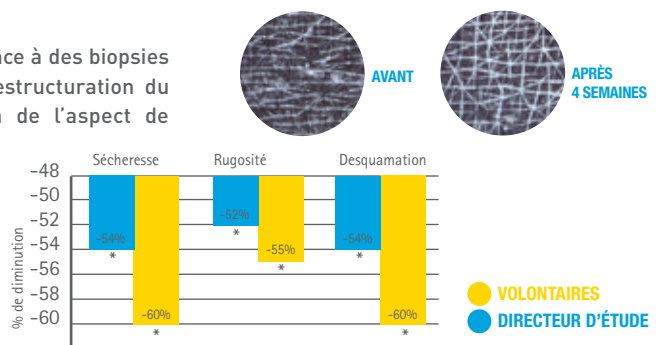 âce à des biopsies
estructuration du
de l'aspect de
AVANT
APRÈS
4 SEMAINES
Sécheresse Rugosité Desquamation
% de diminution
-48
-50
-52
-54
-56
-58
-60
-54%
*
-60%
*
-52%
*
-55%
*
-54%
*
-60%
*
VOLONTAIRES
DIRECTEUR D'ÉTUDE